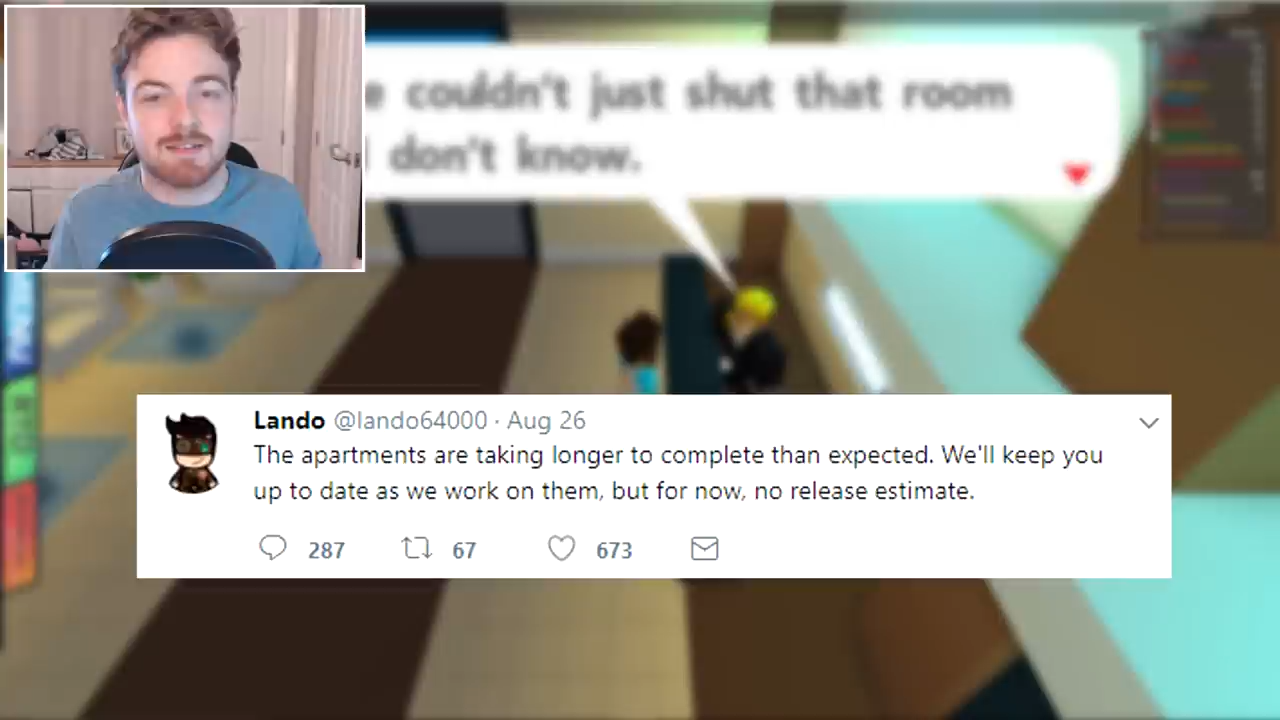 couldn't just shut that room
don't know.
Lando @lando64000 · Aug 26
The apartments are taking longer to complete than expected. We'll keep you
up to date as we work on them, but for now, no release estimate.
287 67 673